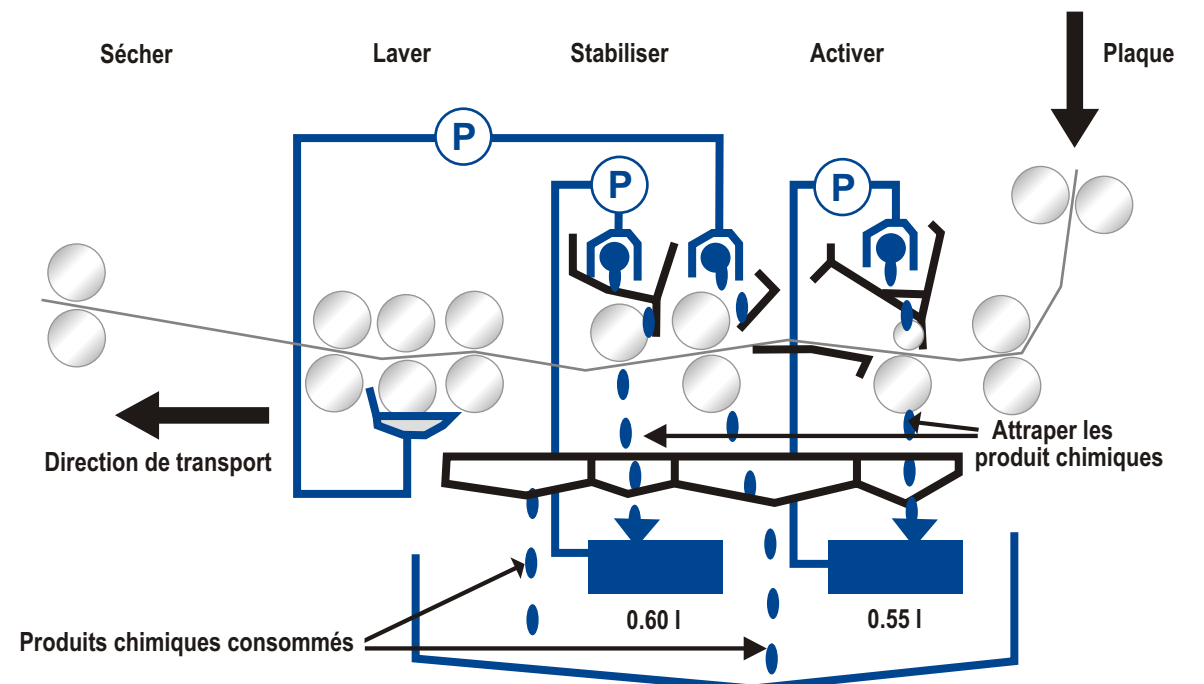 Sécher
Laver
Stabiliser
Activer
Plaque
P
P
P
Direction de transport
Attraper les
produit chimiques
0.60 l
0.55 l
Produits chimiques consommés